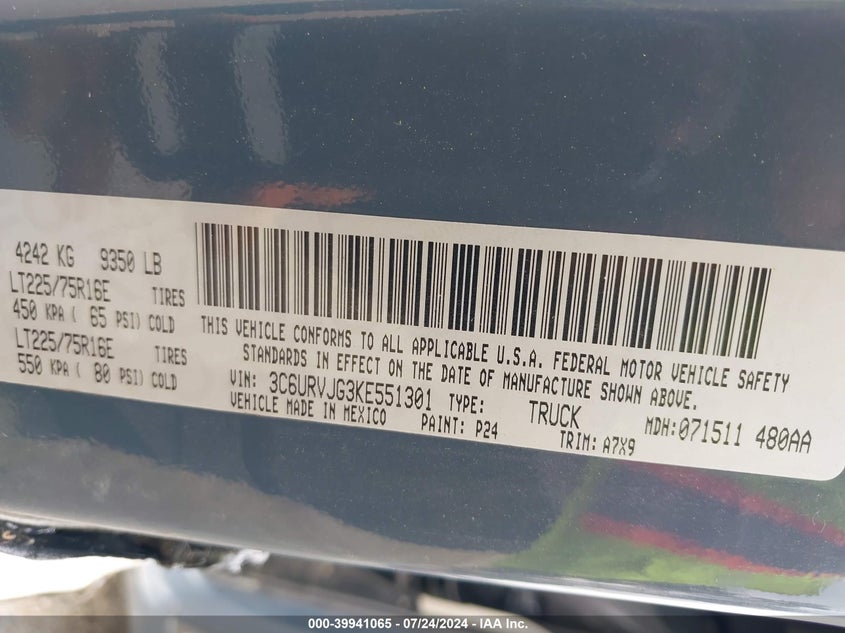 4242 KG 9350 LB
LT225/75R16E TIRES
450 KPA ( 65 PSI) COLD
LT225/75R16E TIRES
550 KPA ( 80 PSI) COLD
THIS VEHICLE CONFORMS TO ALL APPLICABLE U.S.A. FEDERAL MOTOR VEHICLE SAFETY
STANDARDS IN EFFECT ON THE DATE OF MANUFACTURE SHOWN ABOVE.
VIN: 3C6URVJG3KE551301 TYPE: TRUCK MDH:071511 480AA
VEHICLE MADE IN MEXICO PAINT: P24 TRIM: A7X9
000-39941065 - 07/24/2024 - IAA Inc.